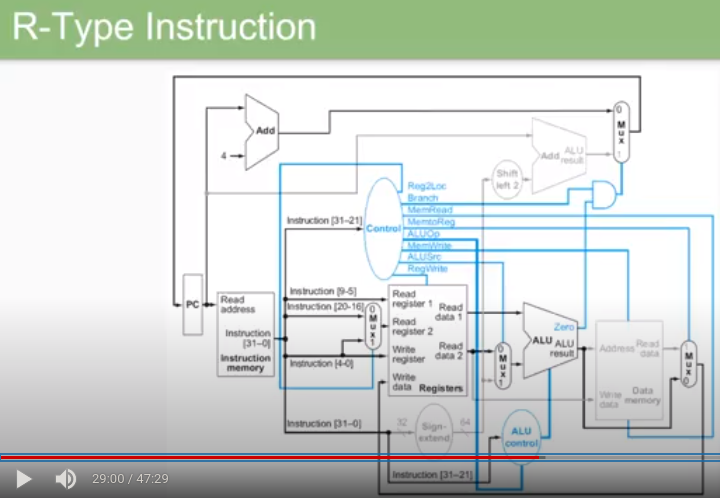 R-Type Instruction
Add
4
0
M
u
x
1
Add
ALU
result
Shift
left 2
Reg2Loc
Branch
MemRead
MemtoReg
ALUOp
MemWrite
ALUSrc
RegWrite
Control
Instruction [31–21]
Instruction [9-5]
Instruction [20-16]
Instruction [4-0]
PC
Read
address
Instruction
[31–0]
Instruction
memory
0
M
u
x
1
Read
register 1
Read
register 2
Write
register
Write
data
Read
data 1
Read
data 2
Registers
0
M
u
x
1
Zero
ALU
ALU
result
Address
Read
data
Write
data
Data
memory
1
M
u
x
0
Instruction [31–0]
32
Sign-
extend
64
ALU
control
Instruction [31–21]
29:00 / 47:29